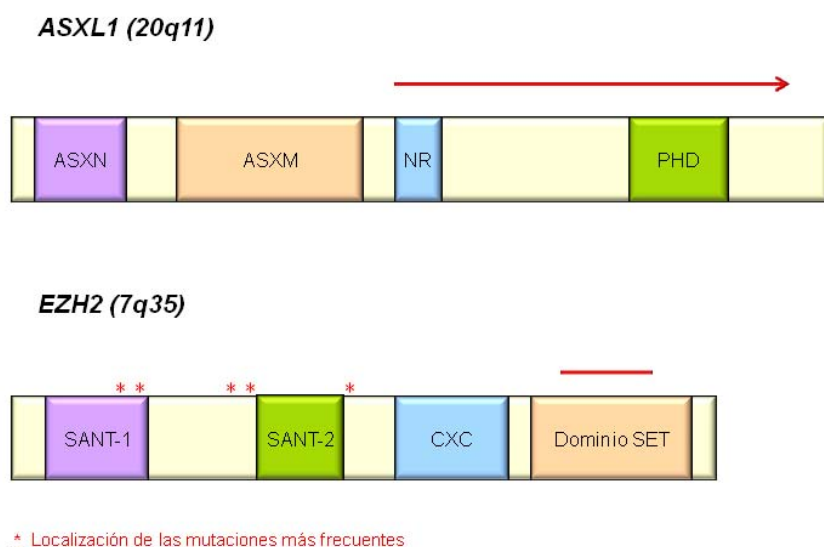 ASXL1 (20q11)
ASXN ASXM NR PHD
EZH2 (7q35)
* * * * *
SANT-1 SANT-2 CXC Dominio SET
* Localización de las mutaciones más frecuentes